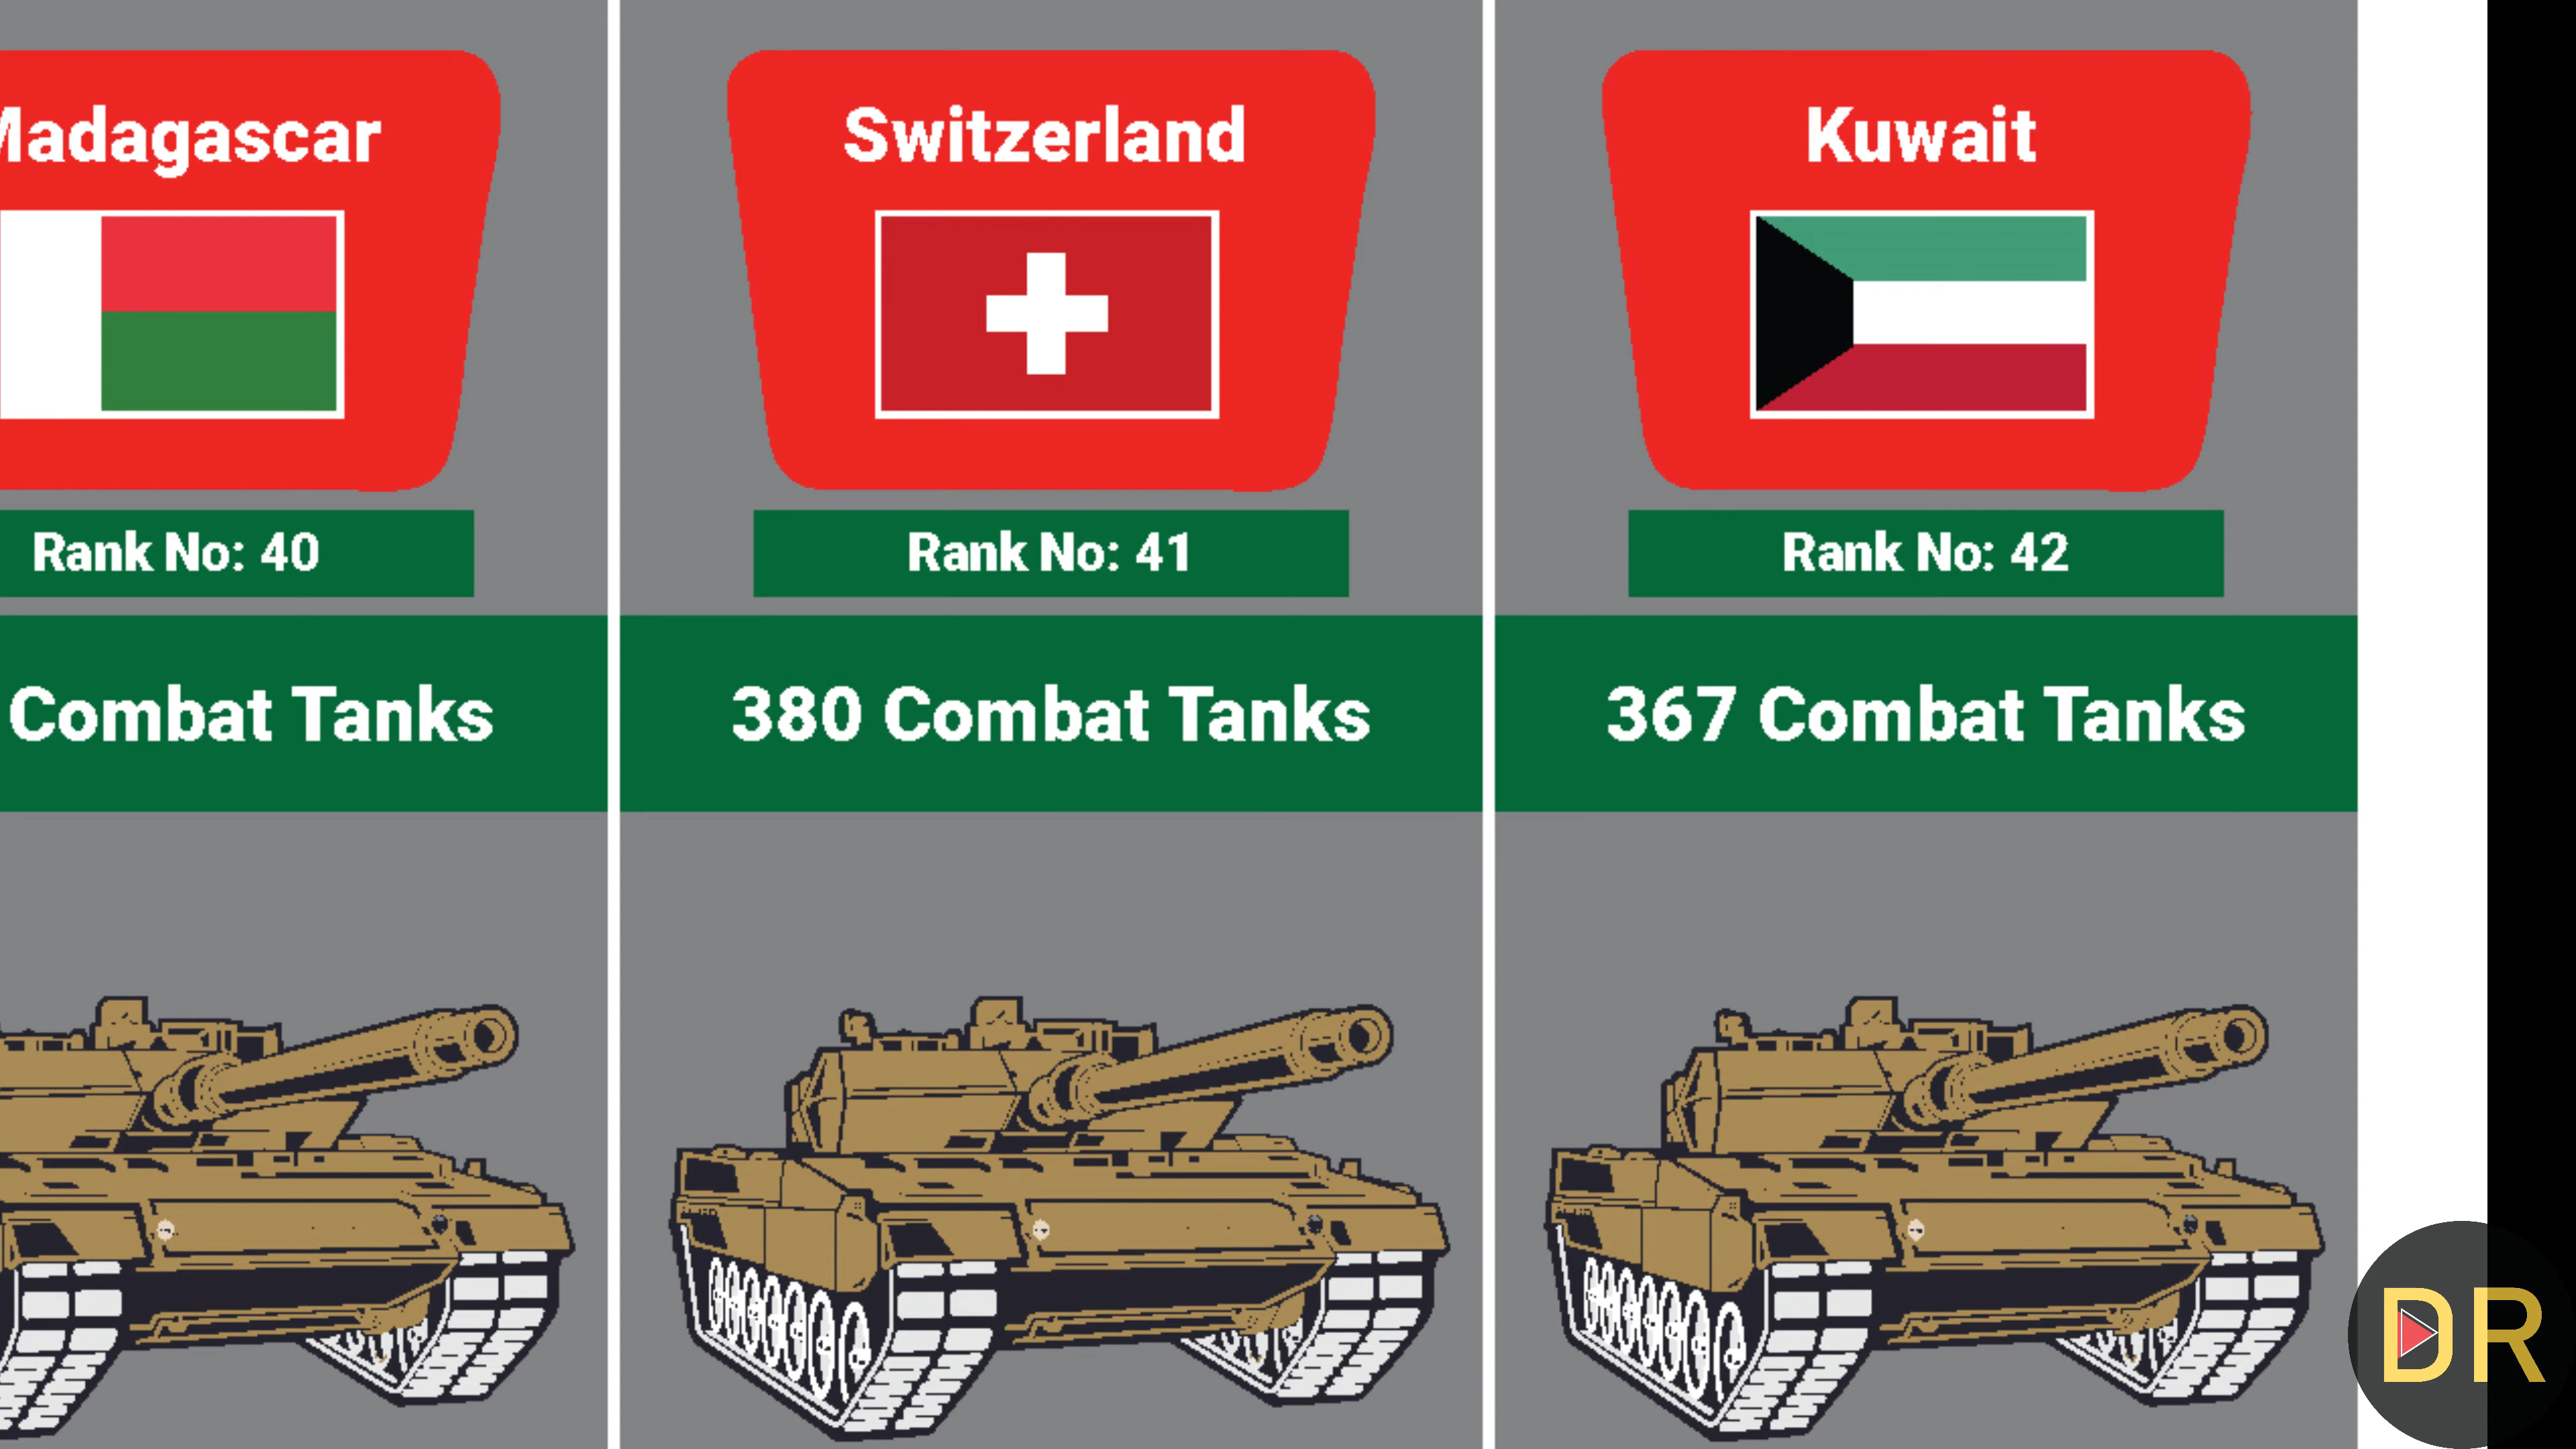 Madagascar
Rank No: 40
Combat Tanks
Switzerland
Rank No: 41
380 Combat Tanks
Kuwait
Rank No: 42
367 Combat Tanks
DR